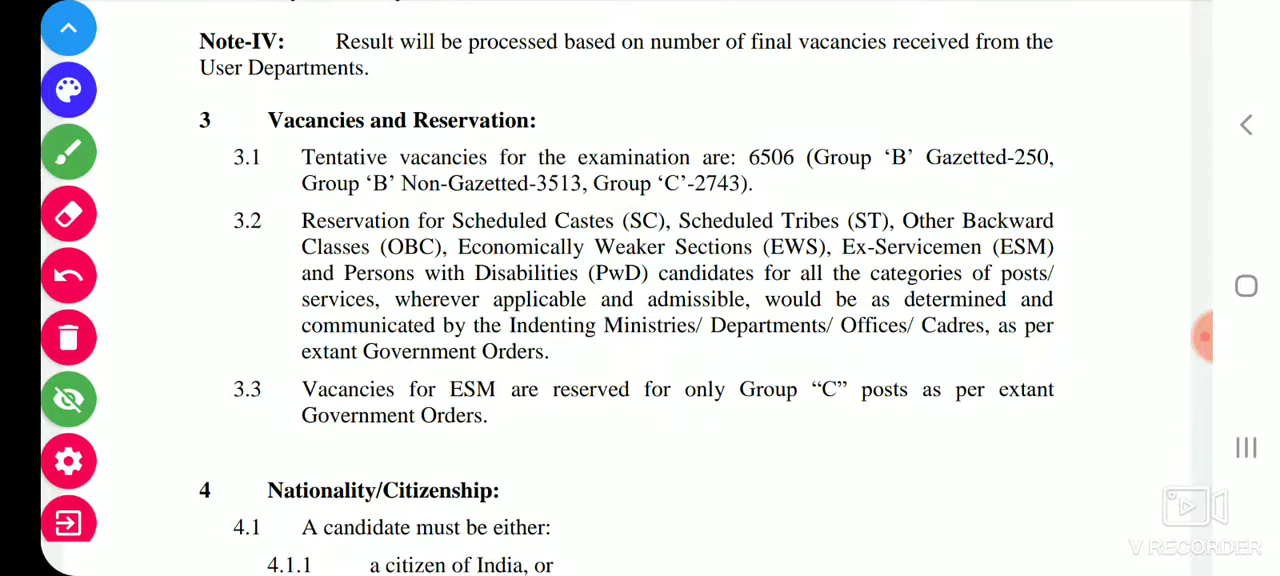 Note-IV: Result will be processed based on number of final vacancies received from the
User Departments.
3 Vacancies and Reservation:
3.1 Tentative vacancies for the examination are: 6506 (Group ‘B’ Gazetted-250,
Group ‘B’ Non-Gazetted-3513, Group ‘C’-2743).
3.2 Reservation for Scheduled Castes (SC), Scheduled Tribes (ST), Other Backward
Classes (OBC), Economically Weaker Sections (EWS), Ex-Servicemen (ESM)
and Persons with Disabilities (PwD) candidates for all the categories of posts/
services, wherever applicable and admissible, would be as determined and
communicated by the Indenting Ministries/ Departments/ Offices/ Cadres, as per
extant Government Orders.
3.3 Vacancies for ESM are reserved for only Group “C” posts as per extant
Government Orders.
4 Nationality/Citizenship:
4.1 A candidate must be either:
4.1.1 a citizen of India, or
V RECORDER